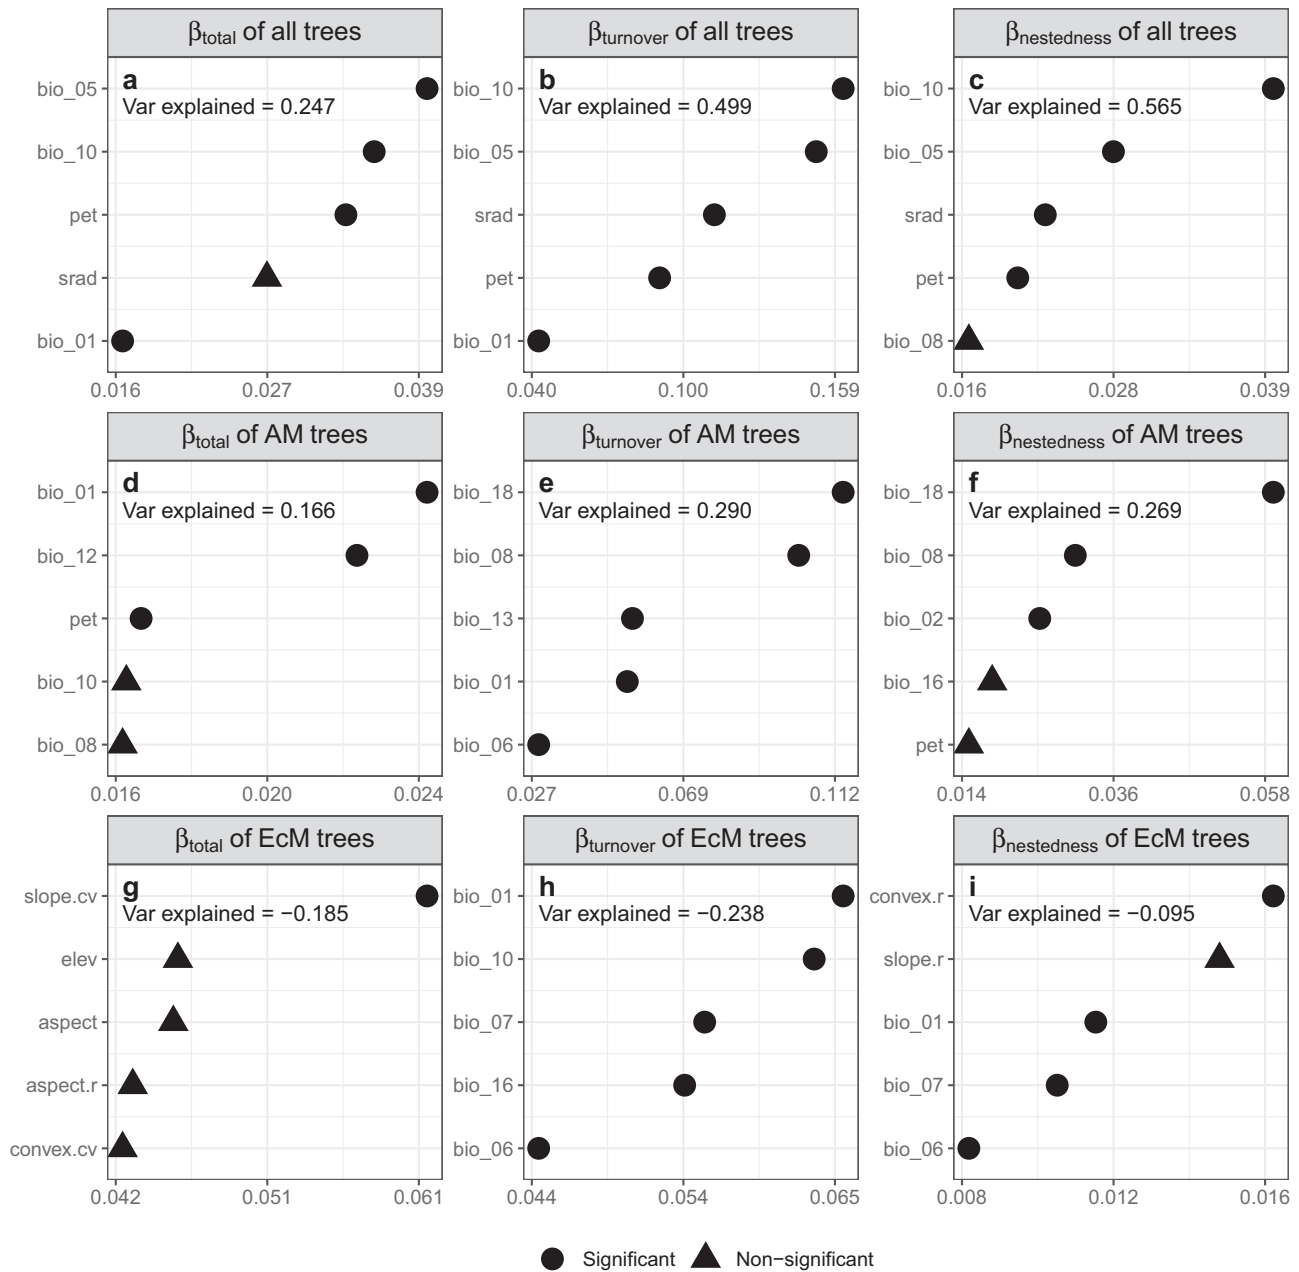 βtotal of all trees
a
Var explained = 0.247
bio_05
bio_10
pet
srad
bio_01
0.016 0.027 0.039
βturnover of all trees
b
Var explained = 0.499
bio_10
bio_05
srad
pet
bio_01
0.040 0.100 0.159
βnestedness of all trees
c
Var explained = 0.565
bio_10
bio_05
srad
pet
bio_08
0.016 0.028 0.039
βtotal of AM trees
d
Var explained = 0.166
bio_01
bio_12
pet
bio_10
bio_08
0.016 0.020 0.024
βturnover of AM trees
e
Var explained = 0.290
bio_18
bio_08
bio_13
bio_01
bio_06
0.027 0.069 0.112
βnestedness of AM trees
f
Var explained = 0.269
bio_18
bio_08
bio_02
bio_16
pet
0.014 0.036 0.058
βtotal of EcM trees
g
Var explained = −0.185
slope.cv
elev
aspect
aspect.r
convex.cv
0.042 0.051 0.061
βturnover of EcM trees
h
Var explained = −0.238
bio_01
bio_10
bio_07
bio_16
bio_06
0.044 0.054 0.065
βnestedness of EcM trees
i
Var explained = −0.095
convex.r
slope.r
bio_01
bio_07
bio_06
0.008 0.012 0.016
Significant Non−significant